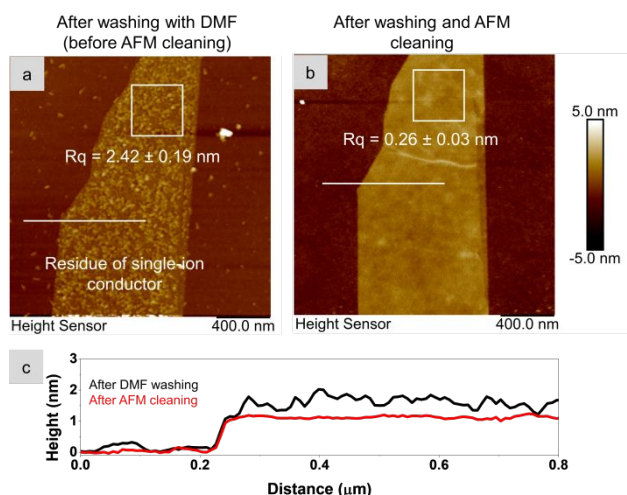 After washing with DMF
(before AFM cleaning)
After washing and AFM
cleaning
a
Rq = 2.42 ± 0.19 nm
Residue of single-ion
conductor
Height Sensor
400.0 nm
b
Rq = 0.26 ± 0.03 nm
Height Sensor
400.0 nm
5.0 nm
-5.0 nm
c
Height (nm)
3
2
1
0
After DMF washing
After AFM cleaning
0.0 0.2 0.4 0.6 0.8
Distance (μm)